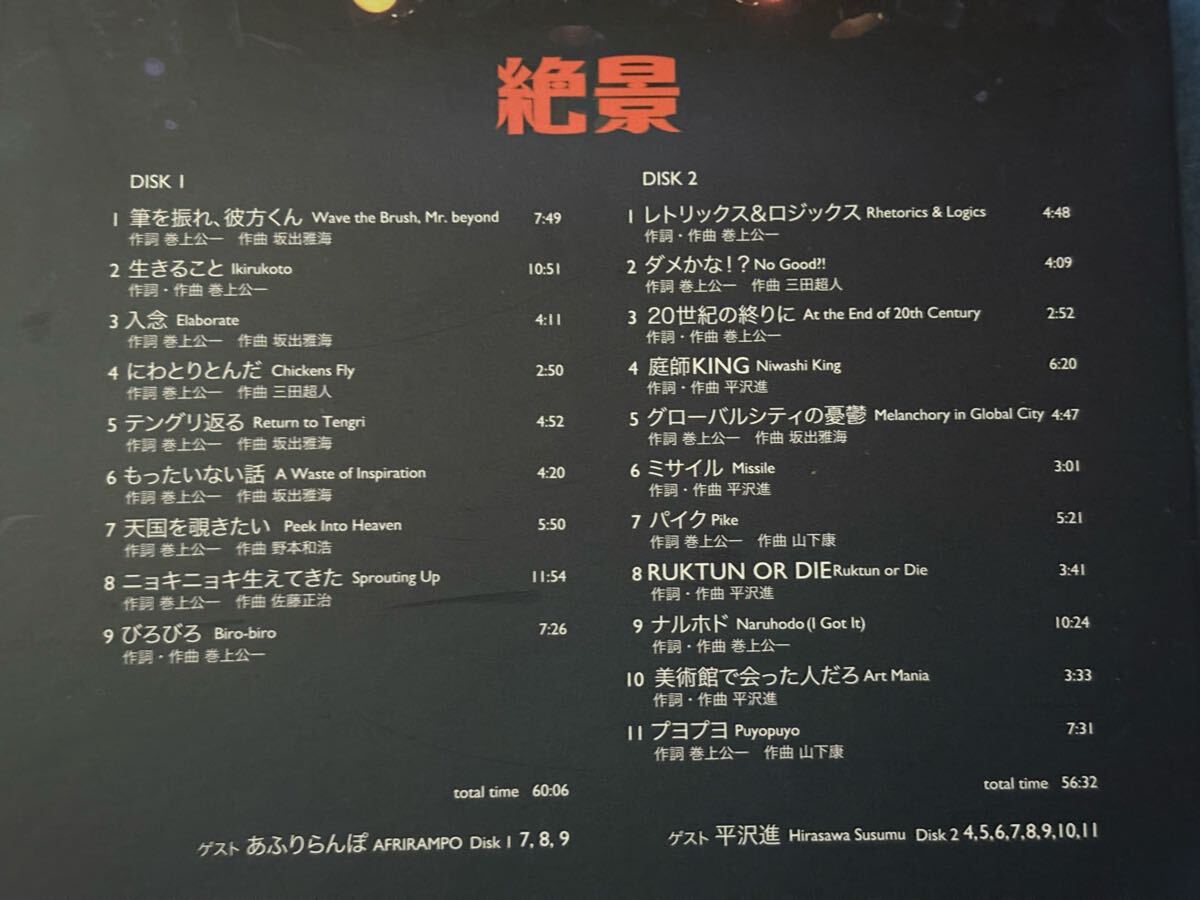 絶景
DISK 1
1 筆を振れ、彼方くん Wave the Brush, Mr. beyond 7:49
作詞 巻上公一 作曲 坂出雅海
2 生きること Ikirukoto 10:51
作詞・作曲 巻上公一
3 入念 Elaborate 4:11
作詞 巻上公一 作曲 坂出雅海
4 にわとりとんだ Chickens Fly 2:50
作詞 巻上公一 作曲 三田超人
5 テングリ返る Return to Tengri 4:52
作詞 巻上公一 作曲 坂出雅海
6 もったいない話 A Waste of Inspiration 4:20
作詞 巻上公一 作曲 坂出雅海
7 天国を覗きたい Peek Into Heaven 5:50
作詞 巻上公一 作曲 野本和浩
8 ニョキニョキ生えてきた Sprouting Up 11:54
作詞 巻上公一 作曲 佐藤正治
9 びろびろ Biro-biro 7:26
作詞・作曲 巻上公一
total time 60:06
ゲスト あふりらんぽ AFRIRAMPO Disk 1 7, 8, 9
DISK 2
1 レトリックス&ロジックス Rhetorics & Logics 4:48
作詞・作曲 巻上公一
2 ダメかな!? No Good?! 4:09
作詞 巻上公一 作曲 三田超人
3 20世紀の終りに At the End of 20th Century 2:52
作詞・作曲 巻上公一
4 庭師KING Niwashi King 6:20
作詞・作曲 平沢進
5 グローバルシティの憂鬱 Melanchory in Global City 4:47
作詞 巻上公一 作曲 坂出雅海
6 ミサイル Missile 3:01
作詞・作曲 平沢進
7 パイク Pike 5:21
作詞 巻上公一 作曲 山下康
8 RUKTUN OR DIE Ruktun or Die 3:41
作詞・作曲 平沢進
9 ナルホド Naruhodo (I Got It) 10:24
作詞・作曲 巻上公一
10 美術館で会った人だろ Art Mania 3:33
作詞・作曲 平沢進
11 プヨプヨ Puyopuyo 7:31
作詞 巻上公一 作曲 山下康
total time 56:32
ゲスト 平沢進 Hirasawa Susumu Disk 2 4,5,6,7,8,9,10,11